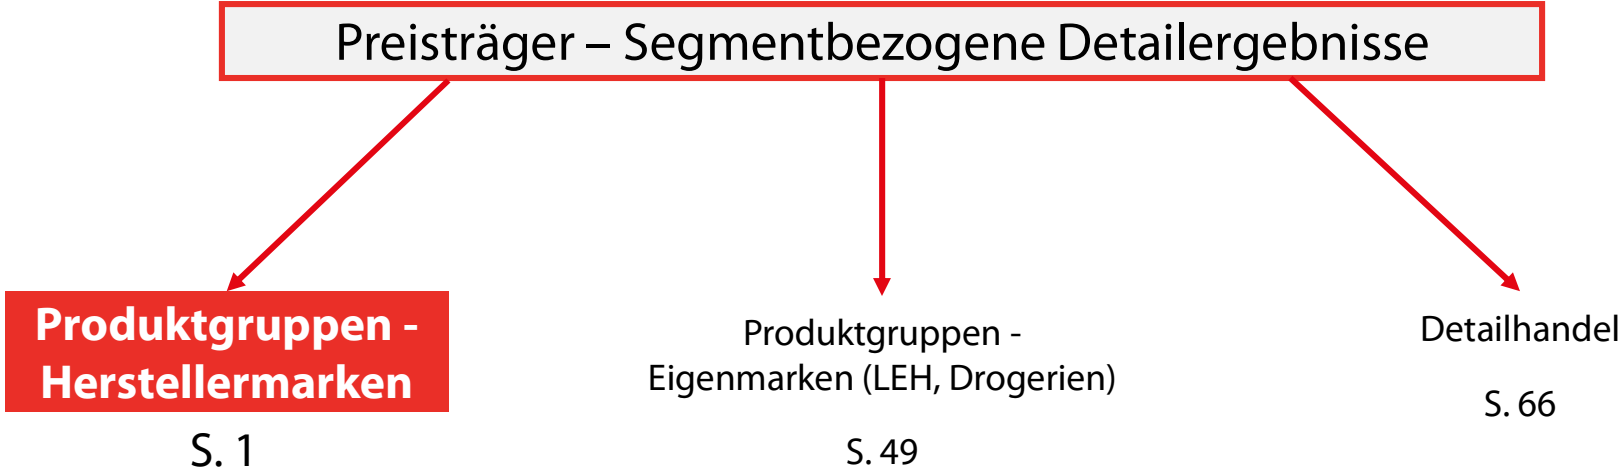 Preisträger – Segmentbezogene Detailergebnisse
Produktgruppen -
Herstellermarken
S. 1
Produktgruppen -
Eigenmarken (LEH, Drogerien)
S. 49
Detailhandel
S. 66